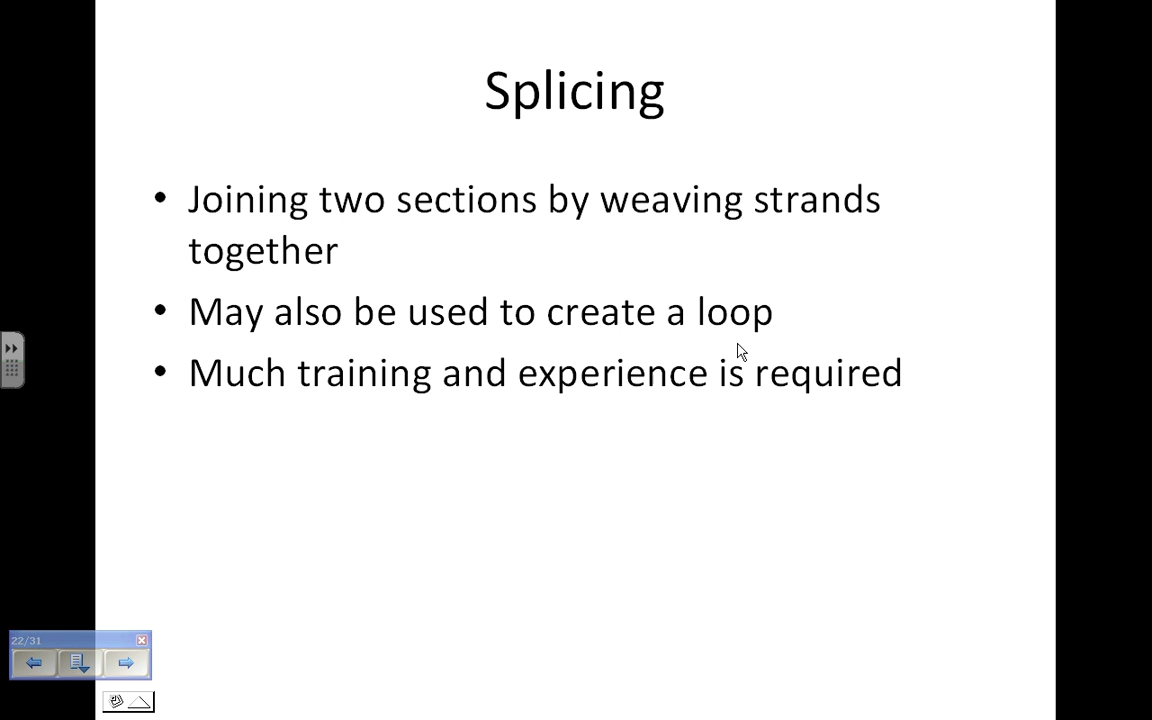 Splicing
• Joining two sections by weaving strands
together
• May also be used to create a loop
• Much training and experience is required
22/31